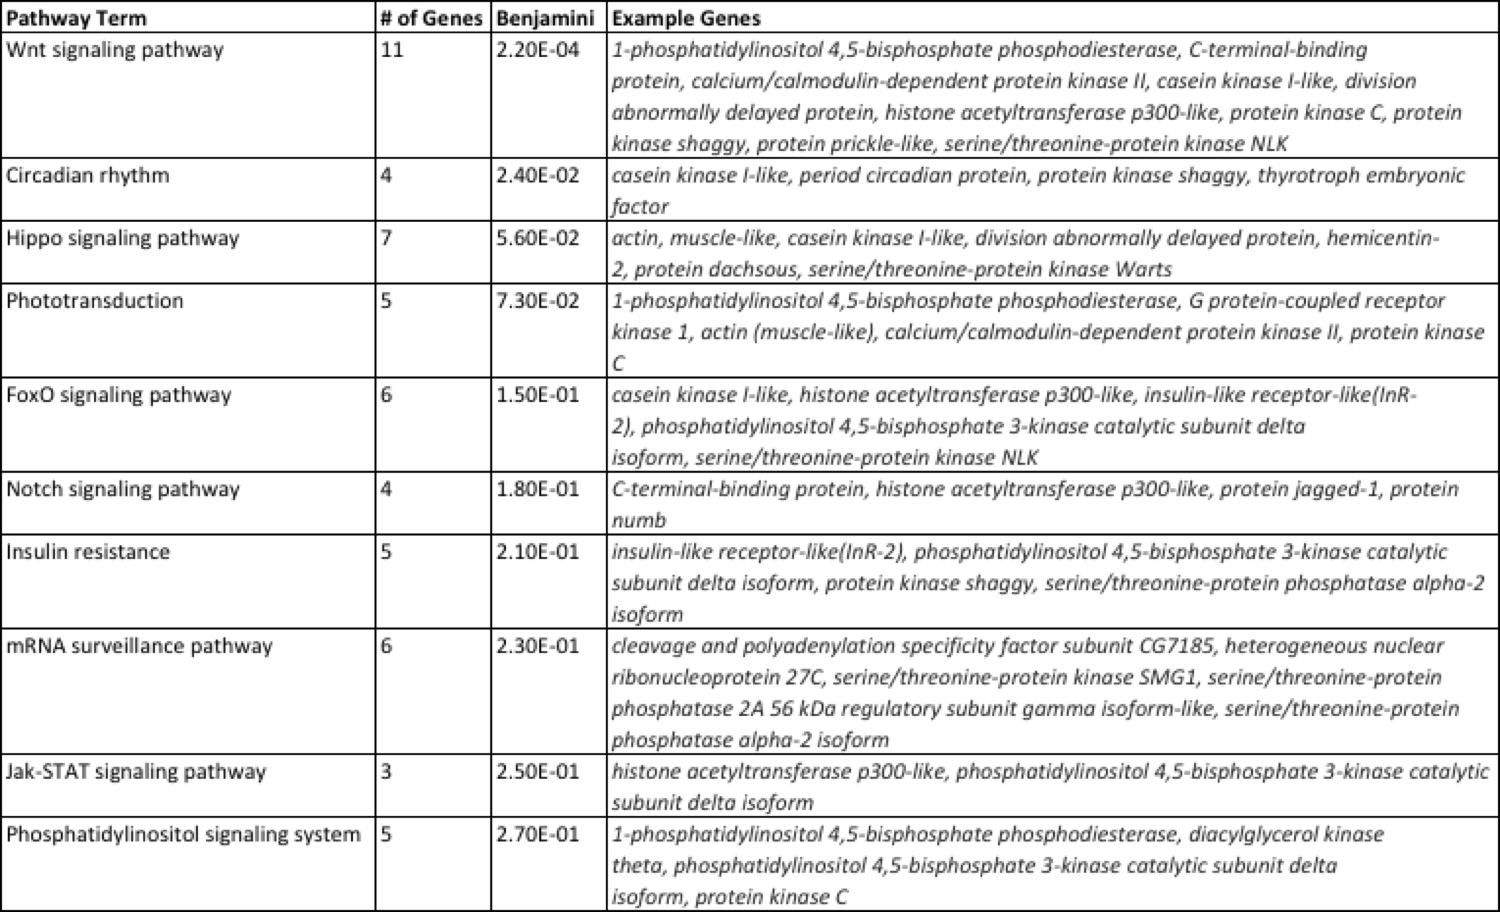 Pathway Term # of Genes Benjamini Example Genes
Wnt signaling pathway 11 2.20E-04 1-phosphatidylinositol 4,5-bisphosphate phosphodiesterase, C-terminal-binding
protein, calcium/calmodulin-dependent protein kinase II, casein kinase I-like, division
abnormally delayed protein, histone acetyltransferase p300-like, protein kinase C, protein
kinase shaggy, protein prickle-like, serine/threonine-protein kinase NLK
Circadian rhythm 4 2.40E-02 casein kinase I-like, period circadian protein, protein kinase shaggy, thyrotroph embryonic
factor
Hippo signaling pathway 7 5.60E-02 actin, muscle-like, casein kinase I-like, division abnormally delayed protein, hemicentin-
2, protein dachsous, serine/threonine-protein kinase Warts
Phototransduction 5 7.30E-02 1-phosphatidylinositol 4,5-bisphosphate phosphodiesterase, G protein-coupled receptor
kinase 1, actin (muscle-like), calcium/calmodulin-dependent protein kinase II, protein kinase
C
FoxO signaling pathway 6 1.50E-01 casein kinase I-like, histone acetyltransferase p300-like, insulin-like receptor-like(InR-
2), phosphatidylinositol 4,5-bisphosphate 3-kinase catalytic subunit delta
isoform, serine/threonine-protein kinase NLK
Notch signaling pathway 4 1.80E-01 C-terminal-binding protein, histone acetyltransferase p300-like, protein jagged-1, protein
numb
Insulin resistance 5 2.10E-01 insulin-like receptor-like(InR-2), phosphatidylinositol 4,5-bisphosphate 3-kinase catalytic
subunit delta isoform, protein kinase shaggy, serine/threonine-protein phosphatase alpha-2
isoform
mRNA surveillance pathway 6 2.30E-01 cleavage and polyadenylation specificity factor subunit CG7185, heterogeneous nuclear
ribonucleoprotein 27C, serine/threonine-protein kinase SMG1, serine/threonine-protein
phosphatase 2A 56 kDa regulatory subunit gamma isoform-like, serine/threonine-protein
phosphatase alpha-2 isoform
Jak-STAT signaling pathway 3 2.50E-01 histone acetyltransferase p300-like, phosphatidylinositol 4,5-bisphosphate 3-kinase catalytic
subunit delta isoform
Phosphatidylinositol signaling system 5 2.70E-01 1-phosphatidylinositol 4,5-bisphosphate phosphodiesterase, diacylglycerol kinase
theta, phosphatidylinositol 4,5-bisphosphate 3-kinase catalytic subunit delta
isoform, protein kinase C